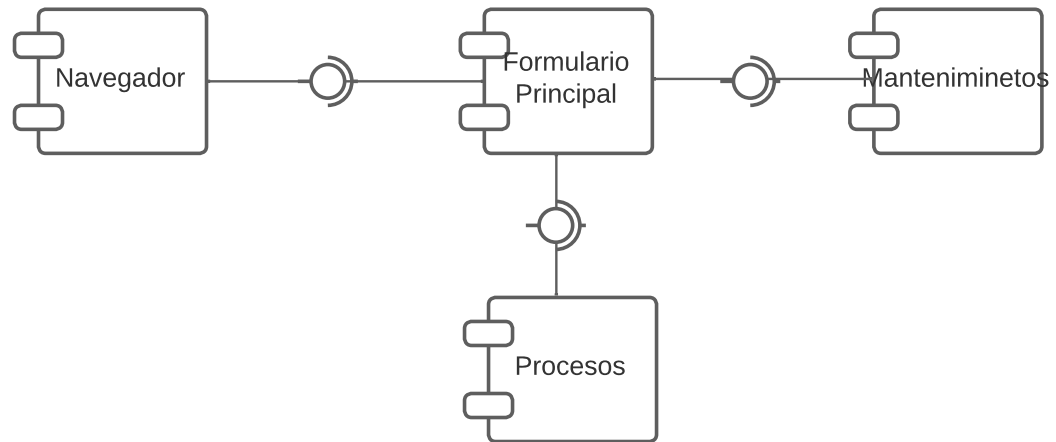 Navegador
Formulario
Principal
Manteniminetos
Procesos